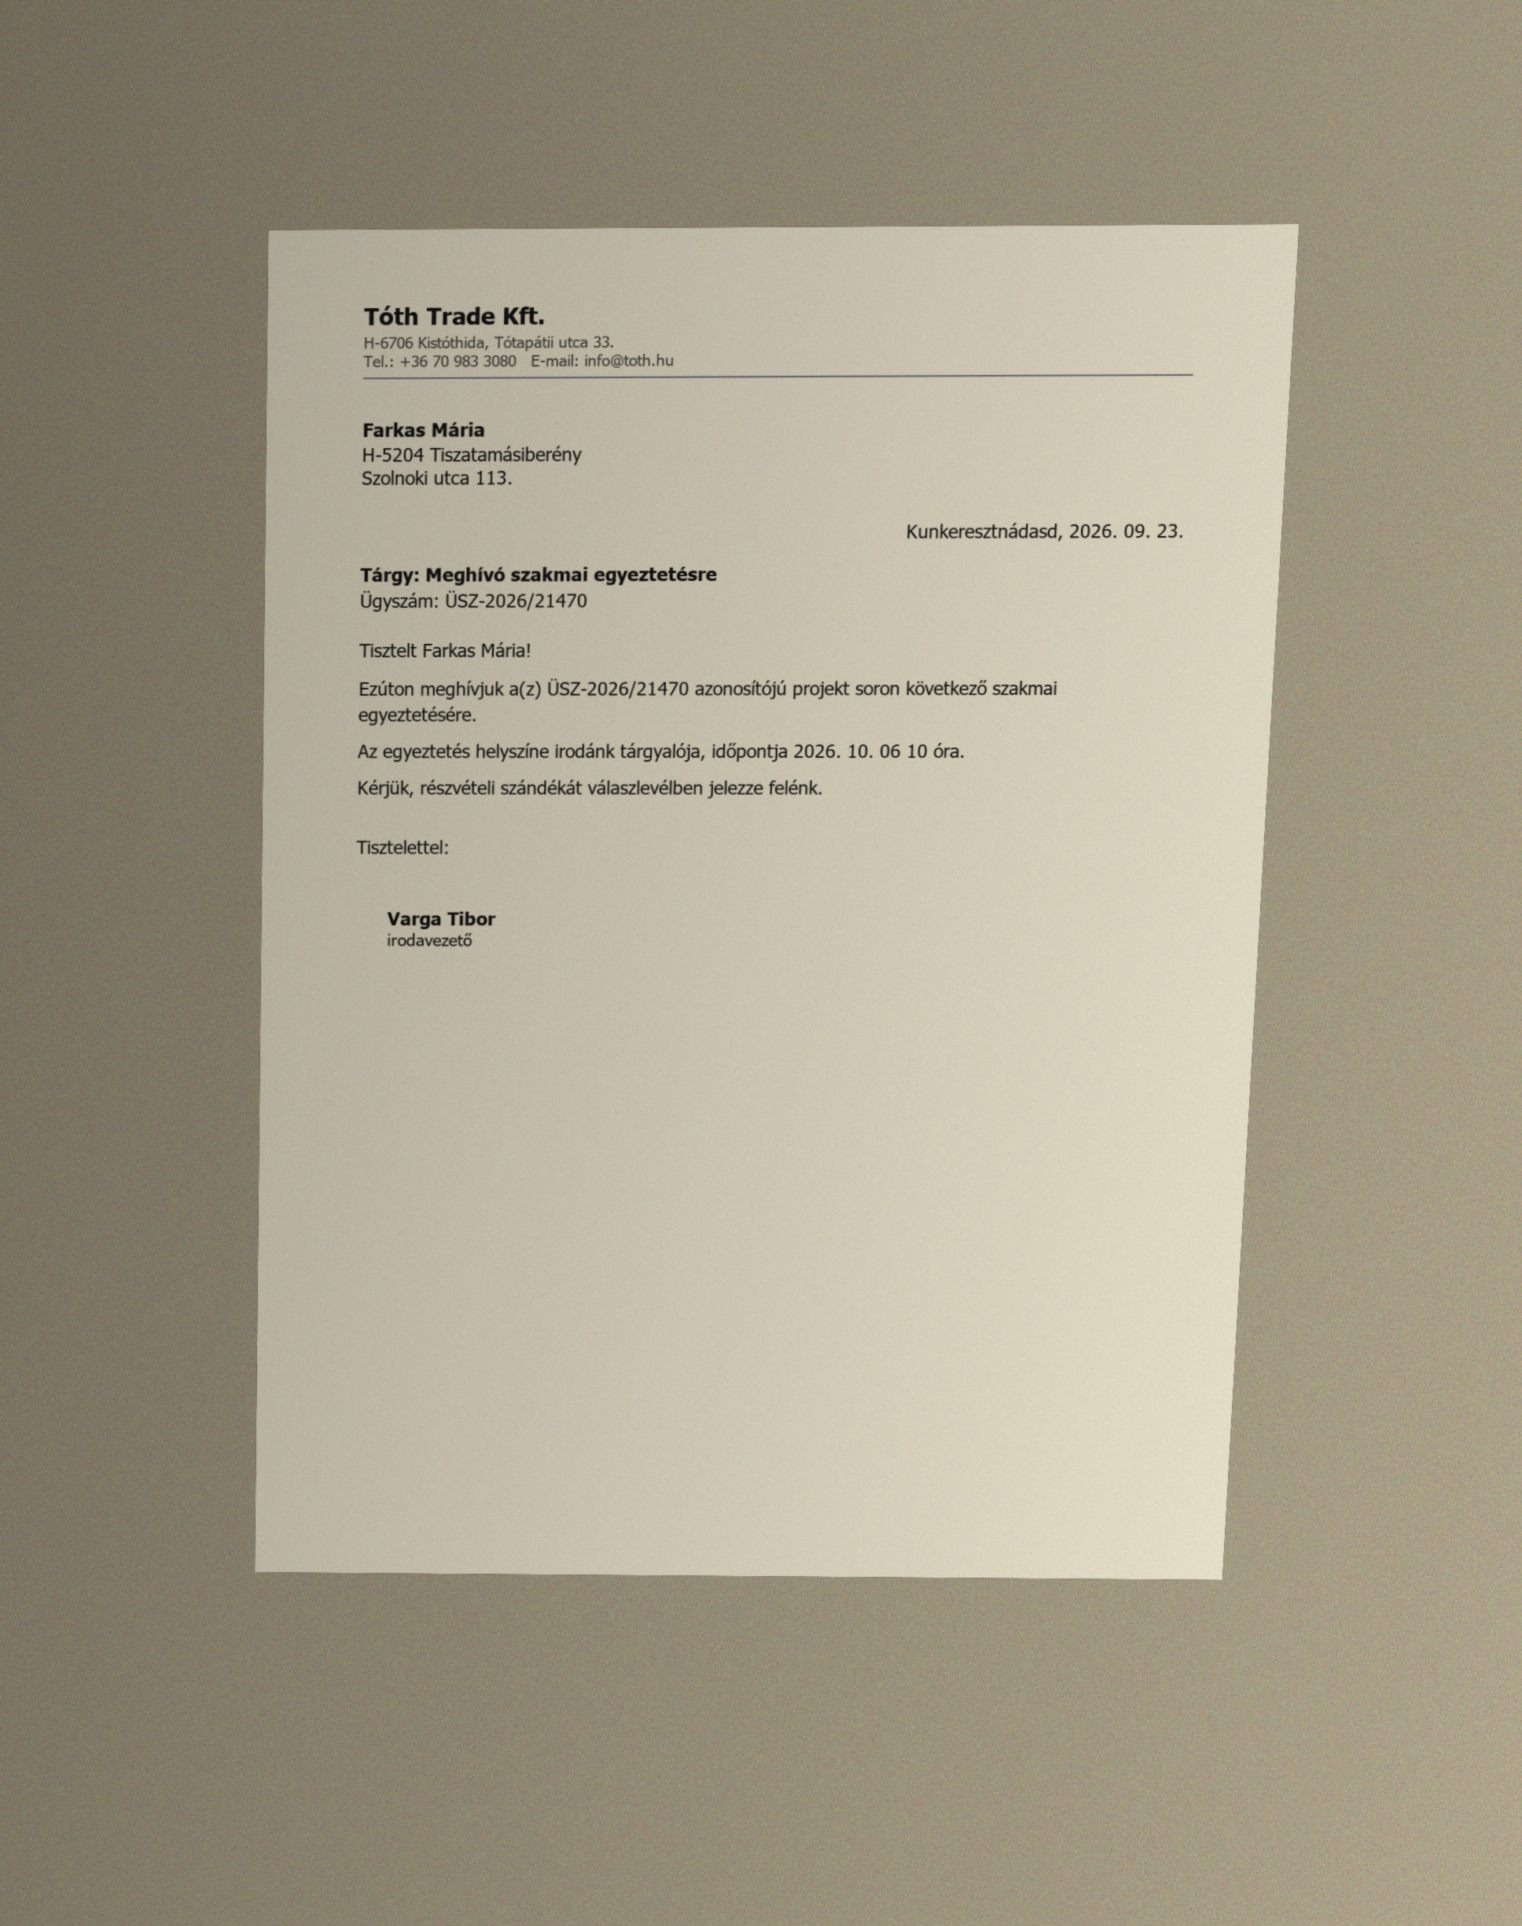 Tóth Trade Kft.
H-6706 Kistóthida, Tótapátii utca 33.
Tel.: +36 70 983 3080   E-mail: info@toth.hu
Farkas Mária
H-5204 Tiszatamásiberény
Szolnoki utca 113.
Kunkeresztnádasd, 2026. 09. 23.
Tárgy: Meghívó szakmai egyeztetésre
Ügyszám: ÜSZ-2026/21470
Tisztelt Farkas Mária!
Ezúton meghívjuk a(z) ÜSZ-2026/21470 azonosítójú projekt soron következő szakmai
egyeztetésére.
Az egyeztetés helyszíne irodánk tárgyalója, időpontja 2026. 10. 06 10 óra.
Kérjük, részvételi szándékát válaszlevélben jelezze felénk.
Tisztelettel:
Varga Tibor
irodavezető